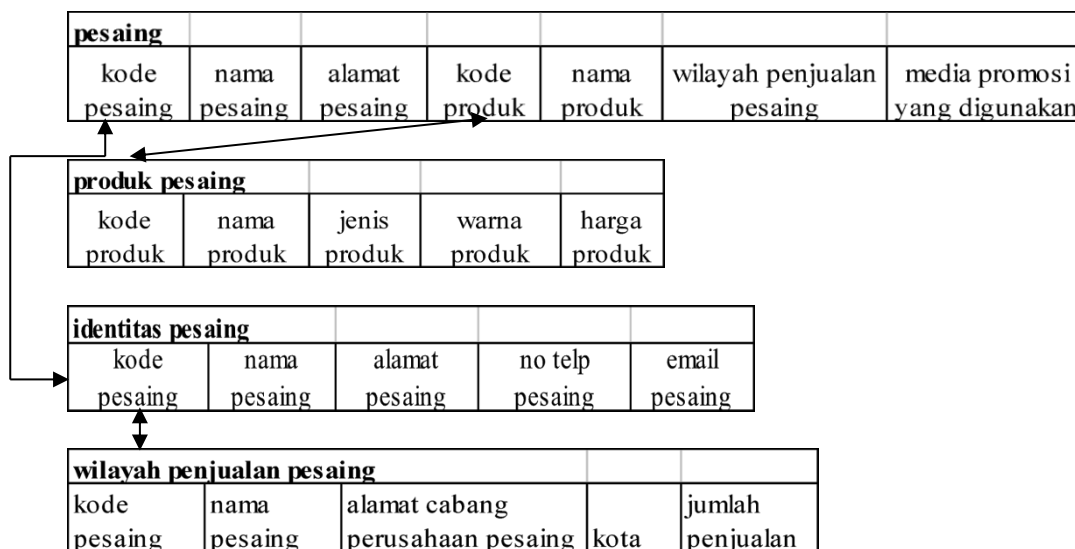 pesaing
kode nama alamat kode nama wilayah penjualan media promosi
pesaing pesaing pesaing produk produk pesaing yang digunakan
produk pesaing
kode nama jenis warna harga
produk produk produk produk produk
identitas pesaing
kode nama alamat no telp email
pesaing pesaing pesaing pesaing pesaing
wilayah penjualan pesaing
kode nama alamat cabang jumlah
pesaing pesaing perusahaan pesaing kota penjualan